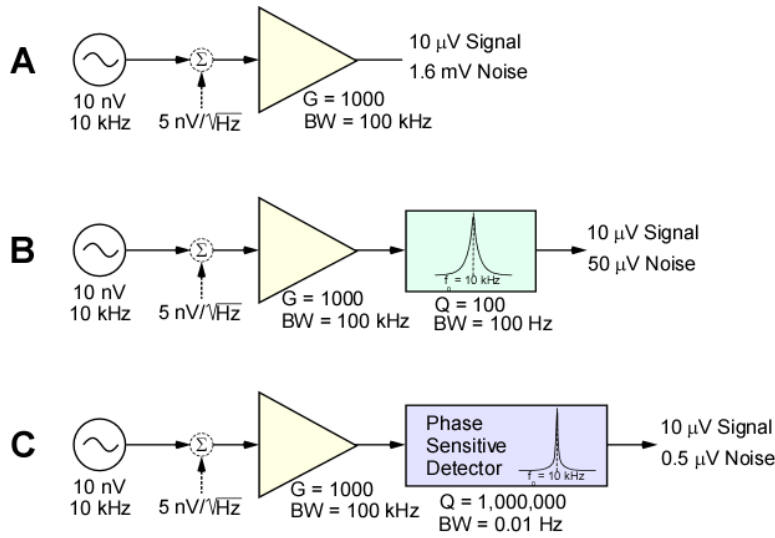 A
10 nV
10 kHz
Σ
5 nV/√Hz
G = 1000
BW = 100 kHz
10 μV Signal
1.6 mV Noise
B
10 nV
10 kHz
Σ
5 nV/√Hz
G = 1000
BW = 100 kHz
f₀ = 10 kHz
Q = 100
BW = 100 Hz
10 μV Signal
50 μV Noise
C
10 nV
10 kHz
Σ
5 nV/√Hz
G = 1000
BW = 100 kHz
Phase
Sensitive
Detector
f₀ = 10 kHz
Q = 1,000,000
BW = 0.01 Hz
10 μV Signal
0.5 μV Noise